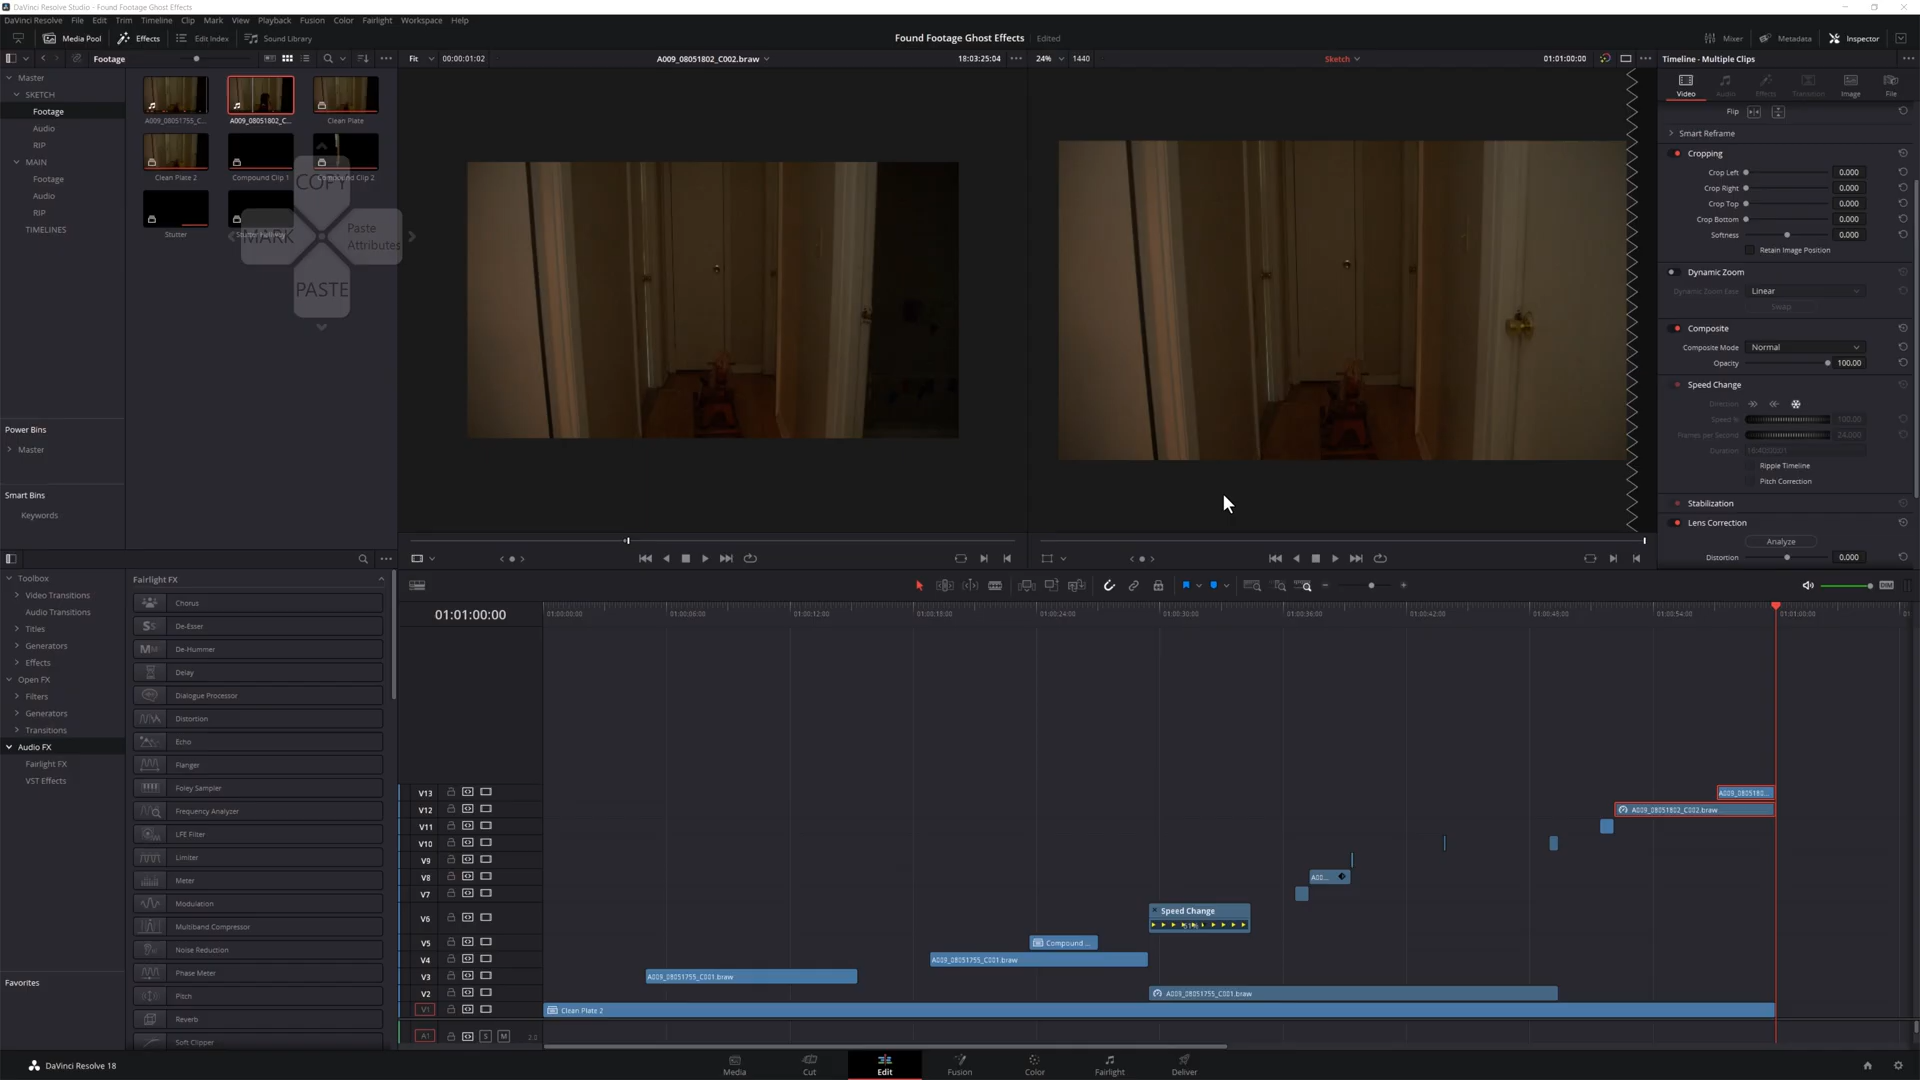 DaVinci Resolve Studio - Found Footage Ghost Effects
DaVinci Resolve File Edit Trim Timeline Clip Mark View Playback Fusion Color Fairlight Workspace Help
Media Pool Effects Edit Index Sound Library Found Footage Ghost Effects Edited Mixer Metadata Inspector
Footage Fit 00:00:01:02 A009_08051802_C002.braw 18:03:25:04 24% 1440 Sketch 01:01:00:00 Timeline - Multiple Clips
Video Audio Effects Transition Image File
Master
SKETCH
Footage
Audio
RIP
MAIN
Footage
Audio
RIP
TIMELINES
A009_08051755_C... A009_08051802_C... Clean Plate
Clean Plate 2 Compound Clip 1 Compound Clip 2
Stutter
COPY
MARK
Paste Attributes
PASTE
Power Bins
Master
Smart Bins
Keywords
Flip
Smart Reframe
Cropping
Crop Left 0.000
Crop Right 0.000
Crop Top 0.000
Crop Bottom 0.000
Softness 0.000
Retain Image Position
Dynamic Zoom
Dynamic Zoom Ease Linear
Swap
Composite
Composite Mode Normal
Opacity 100.00
Speed Change
Direction
Speed % 100.00
Frames per Second 24.000
Duration 16:40:00:01
Ripple Timeline
Pitch Correction
Stabilization
Lens Correction
Analyze
Distortion 0.000
Toolbox
Video Transitions
Audio Transitions
Titles
Generators
Effects
Open FX
Filters
Generators
Transitions
Audio FX
Fairlight FX
VST Effects
Favorites
Fairlight FX
Chorus
De-Esser
De-Hummer
Delay
Dialogue Processor
Distortion
Echo
Flanger
Foley Sampler
Frequency Analyzer
LFE Filter
Limiter
Meter
Modulation
Multiband Compressor
Noise Reduction
Phase Meter
Pitch
Reverb
Soft Clipper
DIM
01:01:00:00 01:00:00:00 01:00:06:00 01:00:12:00 01:00:18:00 01:00:24:00 01:00:30:00 01:00:36:00 01:00:42:00 01:00:48:00 01:00:54:00 01:01:00:00
V13 A009_0805180...
V12 A009_08051802_C002.braw
V11
V10
V9
V8 A00...
V7
V6 Speed Change
V5 Compound ...
V4 A009_08051755_C001.braw
V3 A009_08051755_C001.braw
V2 A009_08051755_C001.braw
V1 Clean Plate 2
A1 S M 2.0
DaVinci Resolve 18 Media Cut Edit Fusion Color Fairlight Deliver